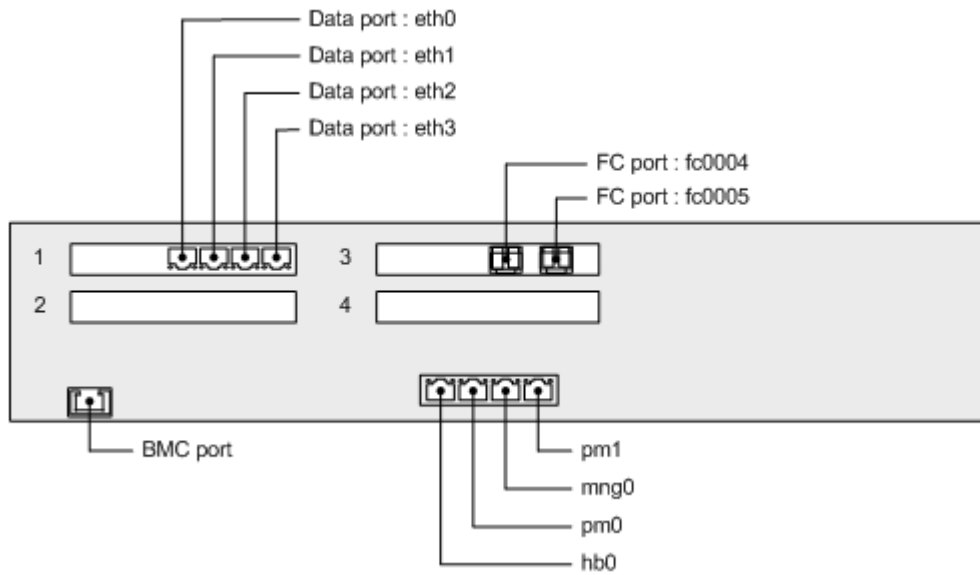 Data port : eth0
Data port : eth1
Data port : eth2
Data port : eth3
FC port : fc0004
FC port : fc0005
1
3
2
4
BMC port
pm1
mng0
pm0
hb0